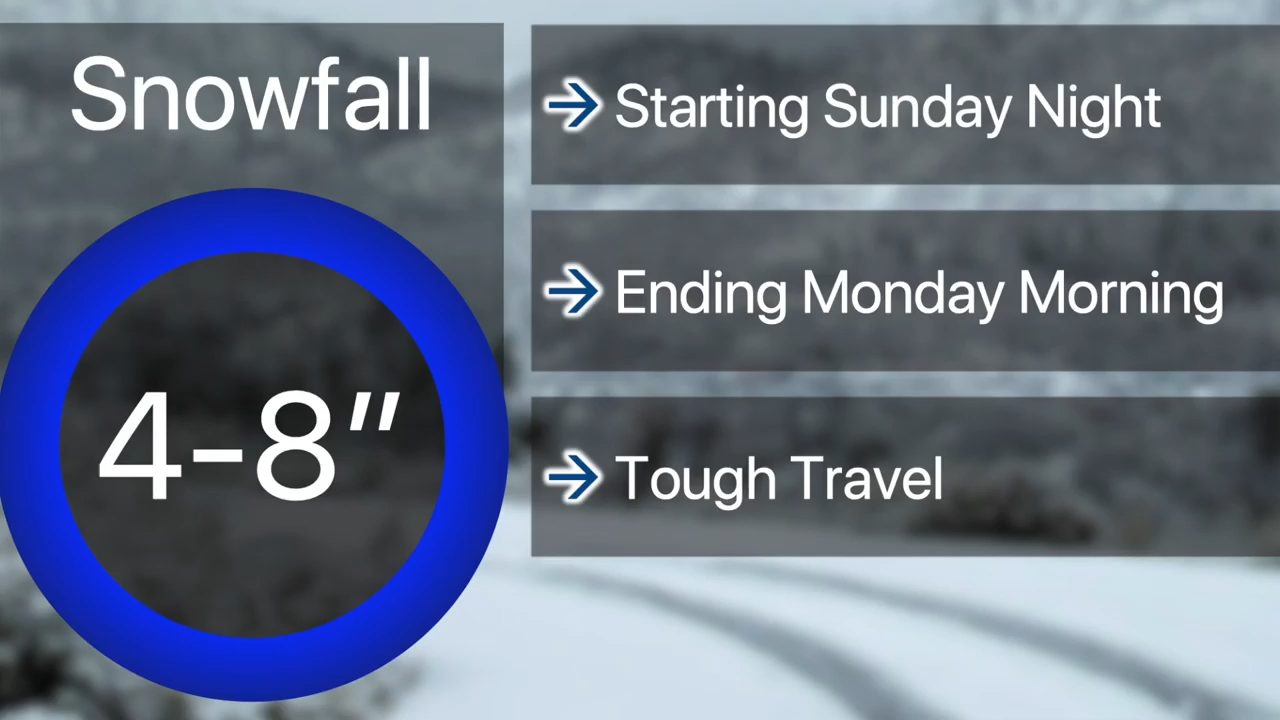 Snowfall
4-8″
→ Starting Sunday Night
→ Ending Monday Morning
→ Tough Travel